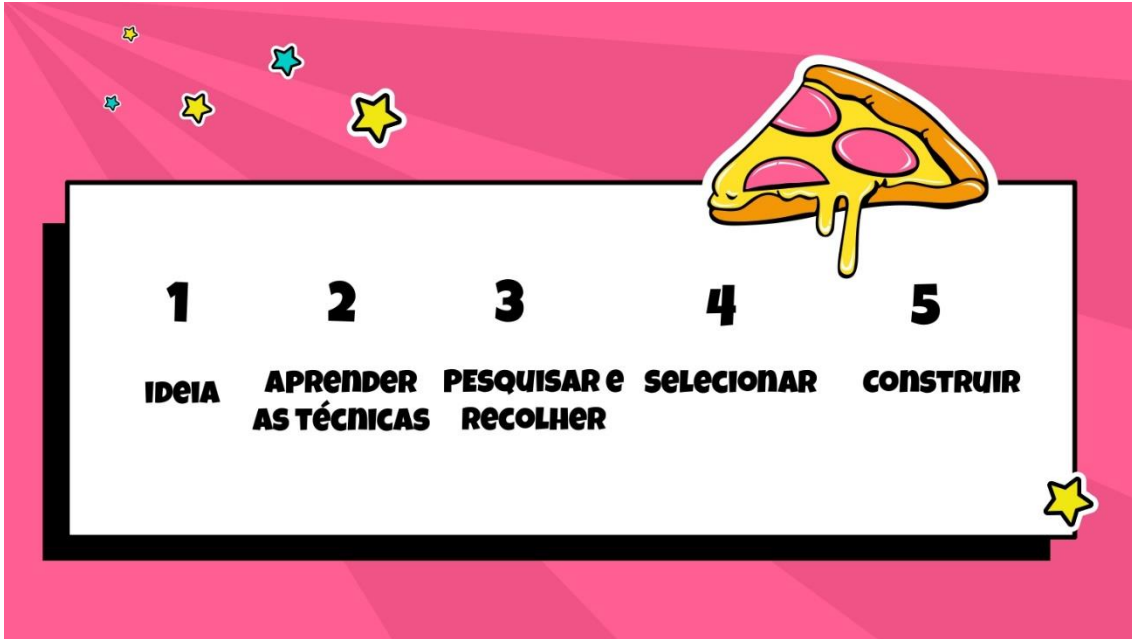 1 2 3 4 5
IDEIA
APRENDER
AS TÉCNICAS
PESQUISAR E
RECOLHER
SELECIONAR
CONSTRUIR